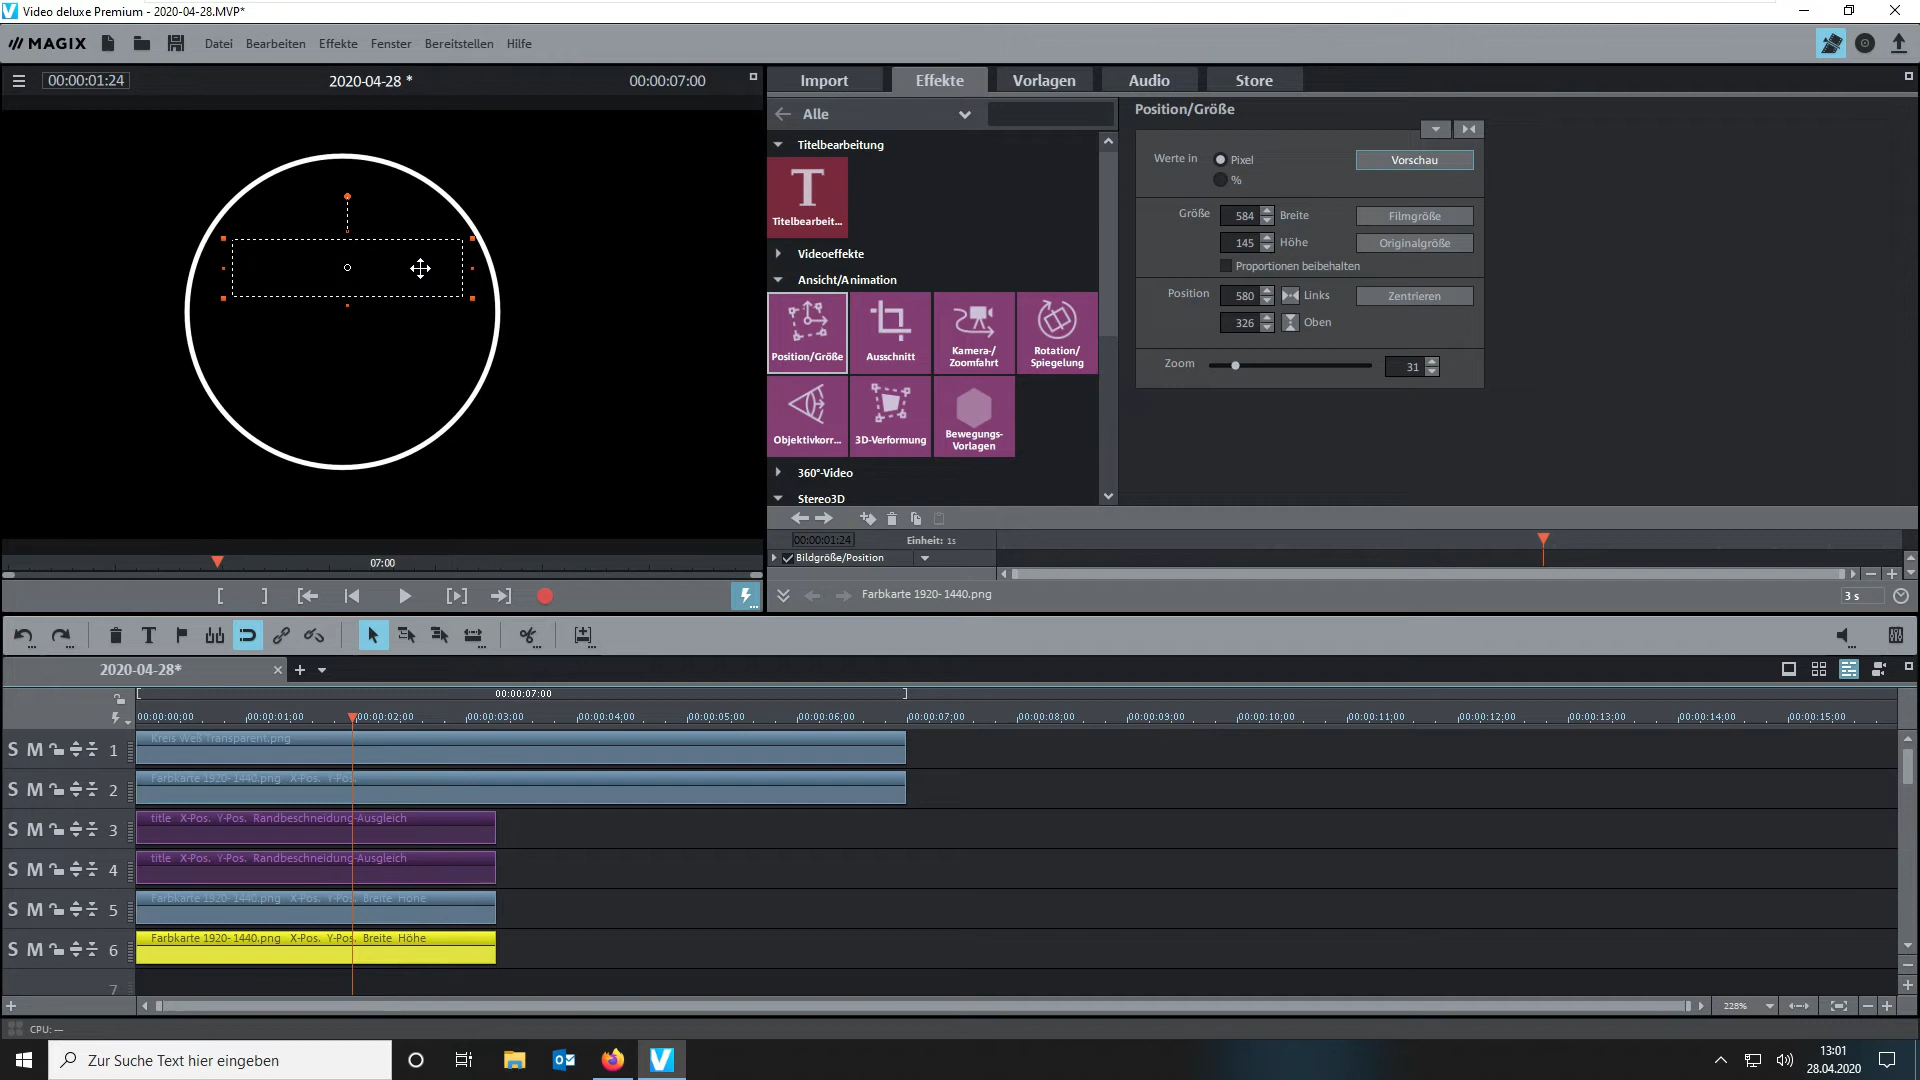 Video deluxe Premium - 2020-04-28.MVP*
MAGIX
Datei Bearbeiten Effekte Fenster Bereitstellen Hilfe
00:00:01:24 2020-04-28 * 00:00:07:00
Import Effekte Vorlagen Audio Store
Alle
Titelbearbeitung
T
Titelbearbeit...
Videoeffekte
Ansicht/Animation
Position/Größe
Ausschnitt
Kamera-/
Zoomfahrt
Rotation/
Spiegelung
Objektivkorr...
3D-Verformung
Bewegungs-
Vorlagen
360°-Video
Stereo3D
Position/Größe
Werte in Pixel Vorschau
%
Größe 584 Breite Filmgröße
145 Höhe Originalgröße
Proportionen beibehalten
Position 580 Links Zentrieren
326 Oben
Zoom 31
00:00:01:24 Einheit: 1s
Bildgröße/Position
07:00
Farbkarte 1920-1440.png 3 s
2020-04-28*
00:00:07:00
00:00:00;00 00:00:01;00 00:00:02;00 00:00:03;00 00:00:04;00 00:00:05;00 00:00:06;00 00:00:07;00 00:00:08;00 00:00:09;00 00:00:10;00 00:00:11;00 00:00:12;00 00:00:13;00 00:00:14;00 00:00:15;00
S M 1 Kreis Weiß Transparent.png
S M 2 Farbkarte 1920-1440.png X-Pos. Y-Pos.
S M 3 title X-Pos. Y-Pos. Randbeschneidung-Ausgleich
S M 4 title X-Pos. Y-Pos. Randbeschneidung-Ausgleich
S M 5 Farbkarte 1920-1440.png X-Pos. Y-Pos. Breite Höhe
S M 6 Farbkarte 1920-1440.png X-Pos. Y-Pos. Breite Höhe
7
228%
CPU: —
Zur Suche Text hier eingeben
13:01
28.04.2020